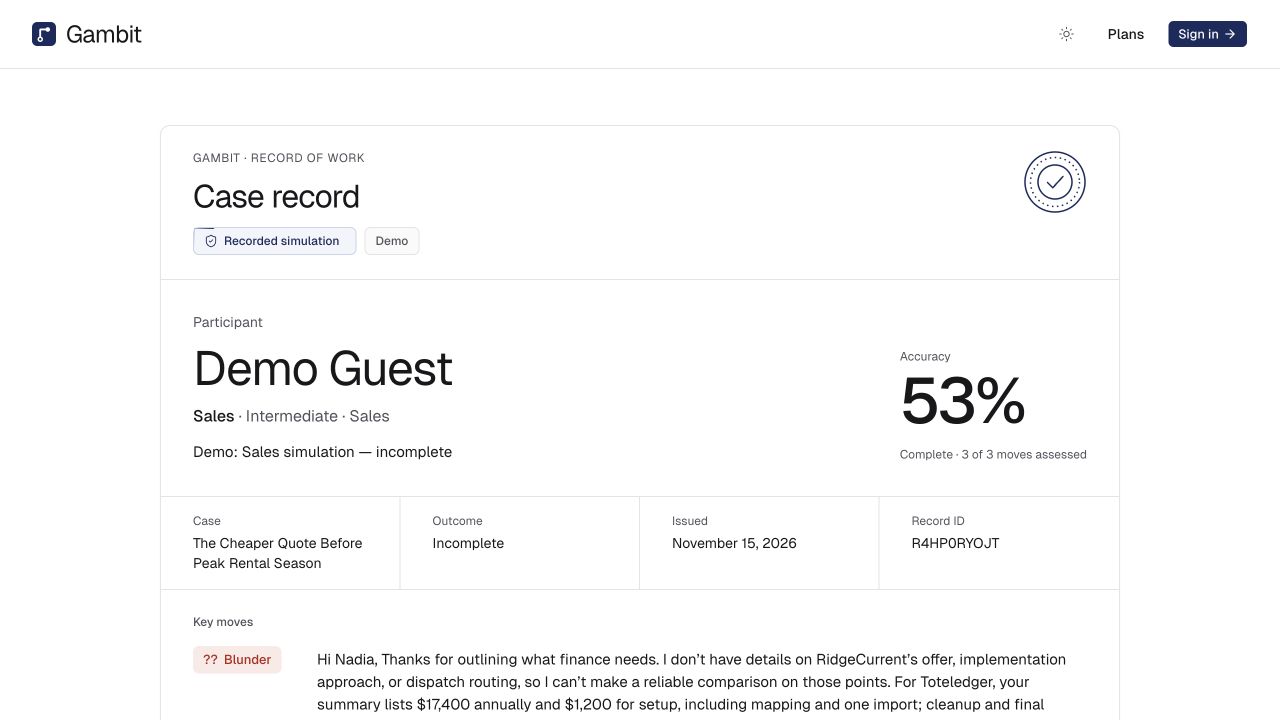 Gambit
Plans
Sign in →
GAMBIT · RECORD OF WORK
Case record
Recorded simulation
Demo
Participant
Demo Guest
Sales · Intermediate · Sales
Demo: Sales simulation — incomplete
Accuracy
53%
Complete · 3 of 3 moves assessed
Case
The Cheaper Quote Before
Peak Rental Season
Outcome
Incomplete
Issued
November 15, 2026
Record ID
R4HP0RYOJT
Key moves
?? Blunder
Hi Nadia, Thanks for outlining what finance needs. I don’t have details on RidgeCurrent’s offer, implementation
approach, or dispatch routing, so I can’t make a reliable comparison on those points. For Toteledger, your
summary lists $17,400 annually and $1,200 for setup, including mapping and one import; cleanup and final